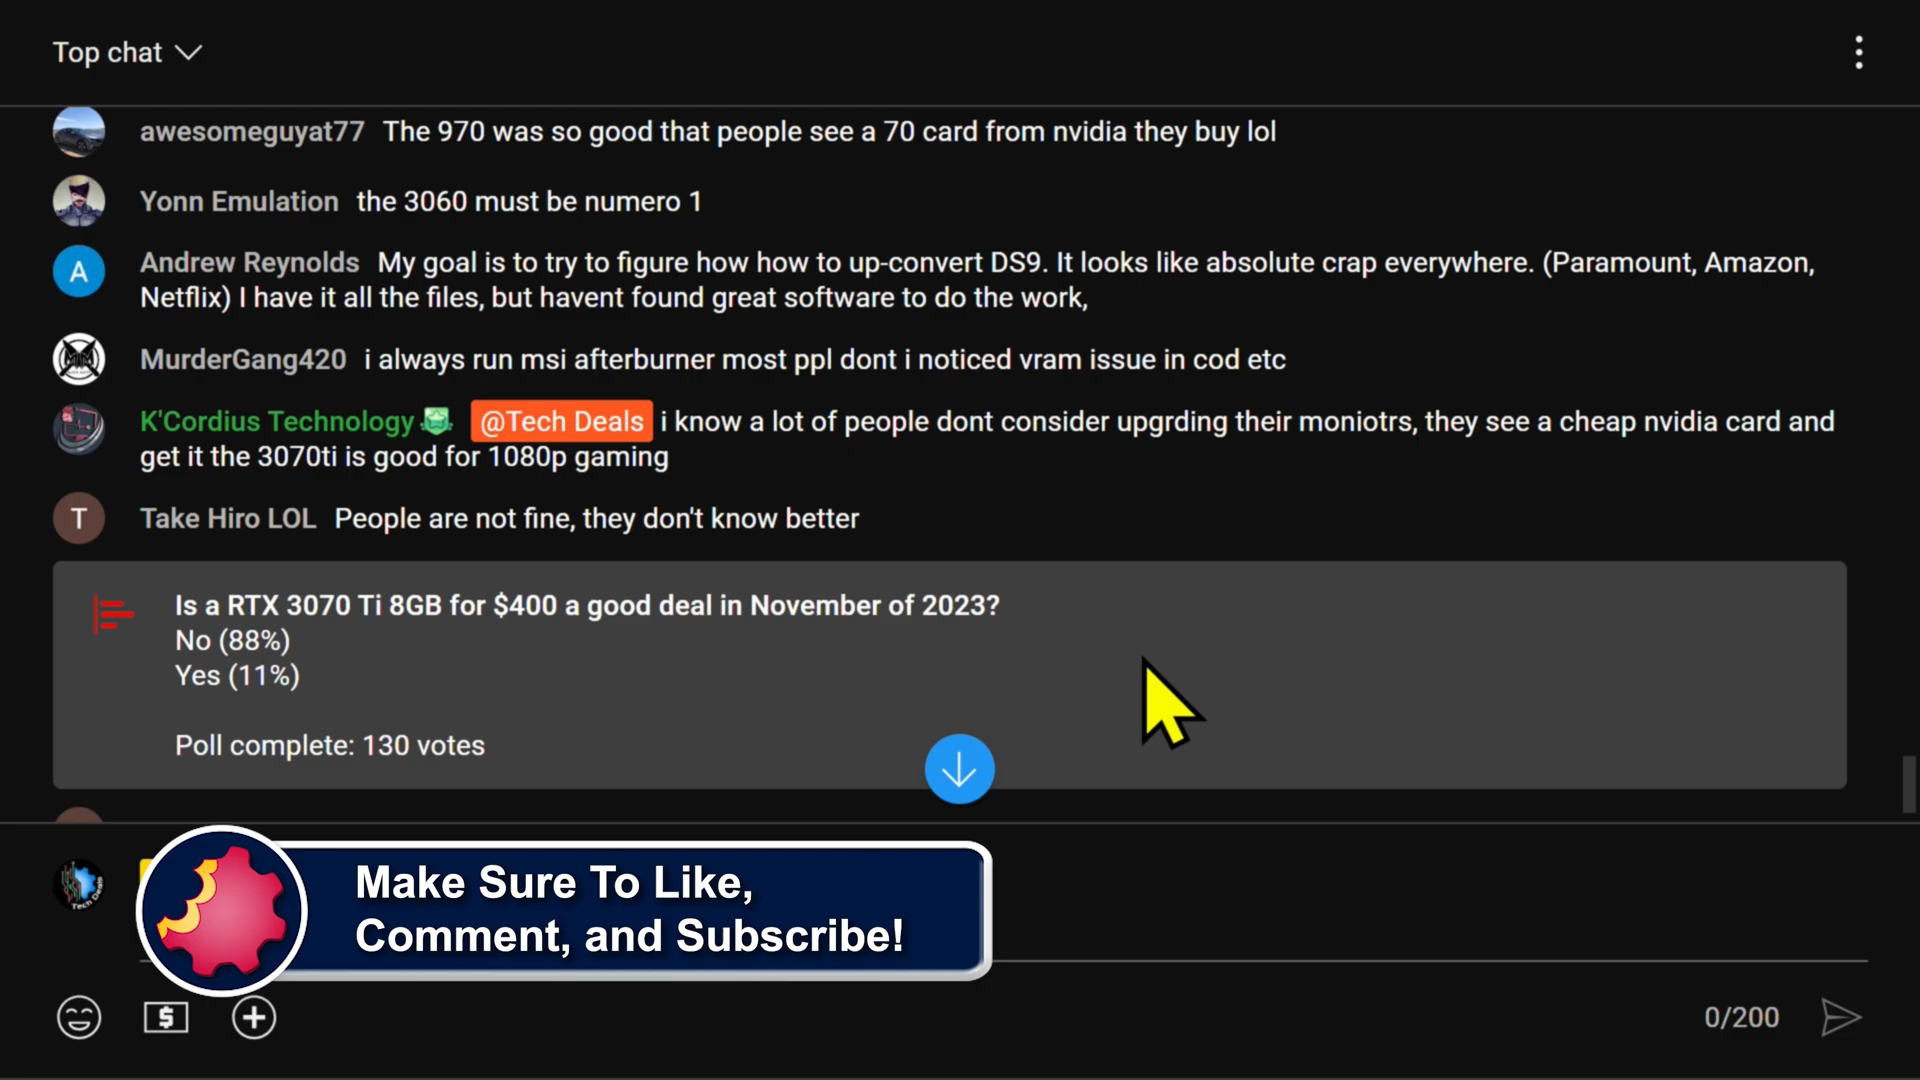 Top chat
awesomeguyat77 The 970 was so good that people see a 70 card from nvidia they buy lol
Yonn Emulation the 3060 must be numero 1
A
Andrew Reynolds My goal is to try to figure how how to up-convert DS9. It looks like absolute crap everywhere. (Paramount, Amazon,
Netflix) I have it all the files, but havent found great software to do the work,
MurderGang420 i always run msi afterburner most ppl dont i noticed vram issue in cod etc
K'Cordius Technology @Tech Deals i know a lot of people dont consider upgrding their moniotrs, they see a cheap nvidia card and
get it the 3070ti is good for 1080p gaming
T
Take Hiro LOL People are not fine, they don't know better
Is a RTX 3070 Ti 8GB for $400 a good deal in November of 2023?
No (88%)
Yes (11%)
Poll complete: 130 votes
Tech Deals
Make Sure To Like,
Comment, and Subscribe!
$
0/200